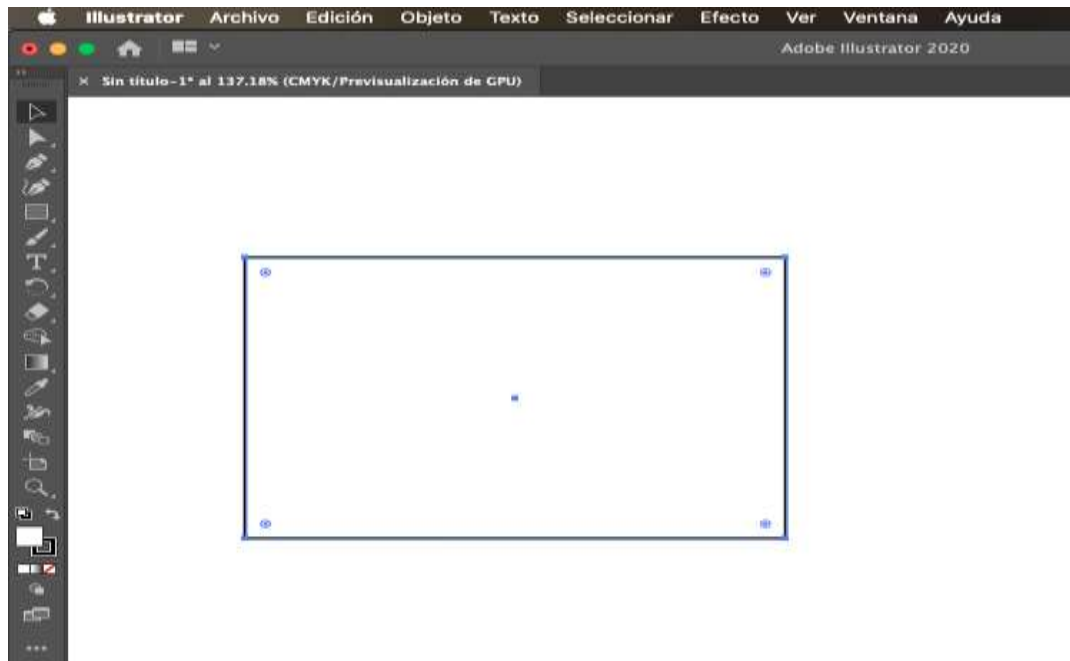 Illustrator Archivo Edición Objeto Texto Seleccionar Efecto Ver Ventana Ayuda
Adobe Illustrator 2020
× Sin título-1* al 137.18% (CMYK/Previsualización de GPU)